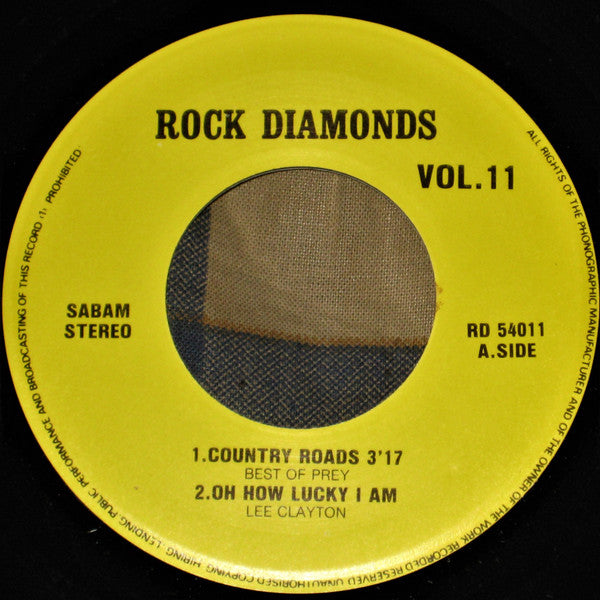 ROCK DIAMONDS
VOL.11
SABAM
STEREO
RD 54011
A.SIDE
1.COUNTRY ROADS 3'17
BEST OF PREY
2.OH HOW LUCKY I AM
LEE CLAYTON
ALL RIGHTS OF THE PHONOGRAPHIC MANUFACTURER AND OF THE OWNER OF THE WORK RECORDED RESERVED UNAUTHORISED COPYING, HIRING, LENDING, PUBLIC PERFORMANCE AND BROADCASTING OF THIS RECORD :1: PROHIBITED